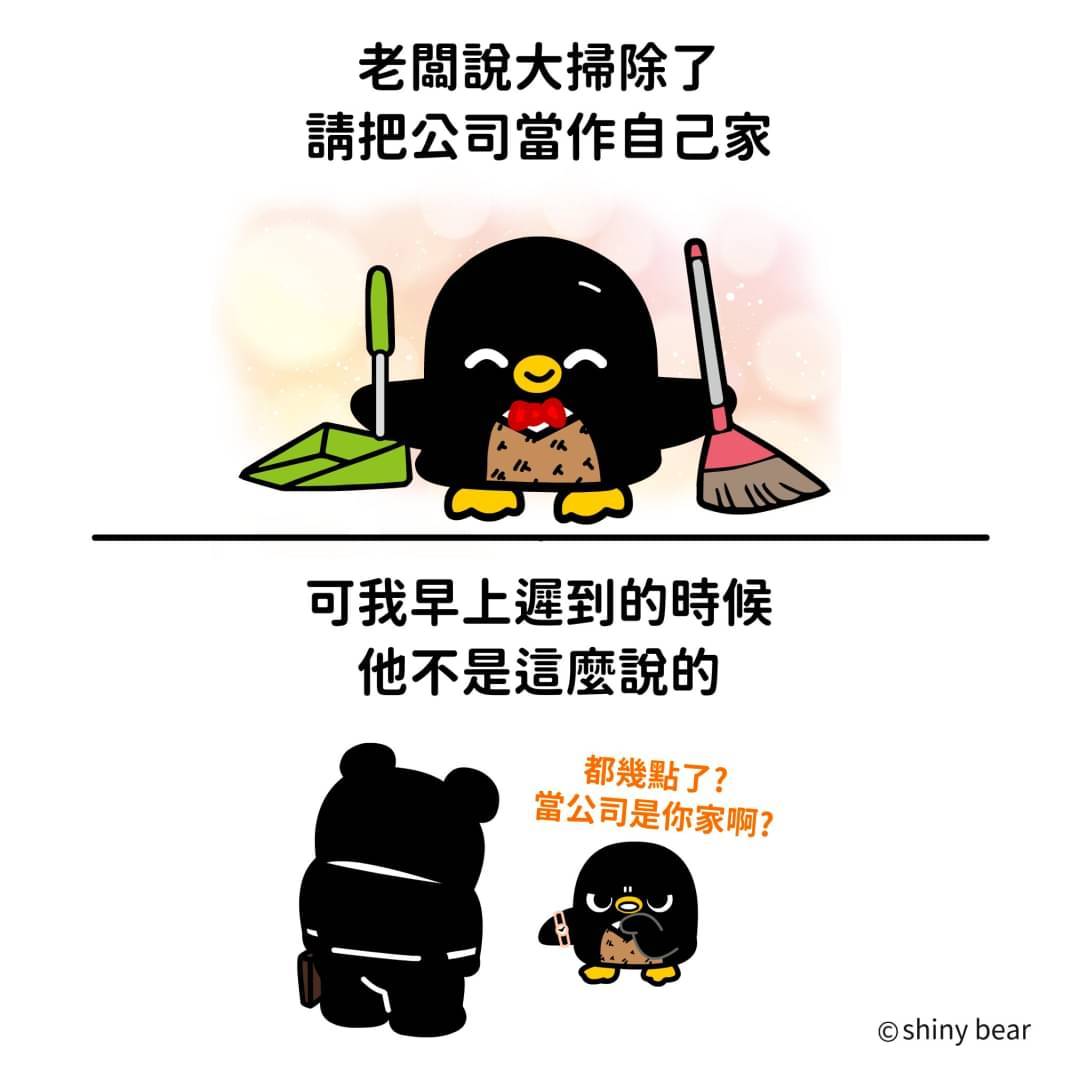 老闆說大掃除了
請把公司當作自己家
可我早上遲到的時候
他不是這麼說的
都幾點了?
當公司是你家啊?
©shiny bear